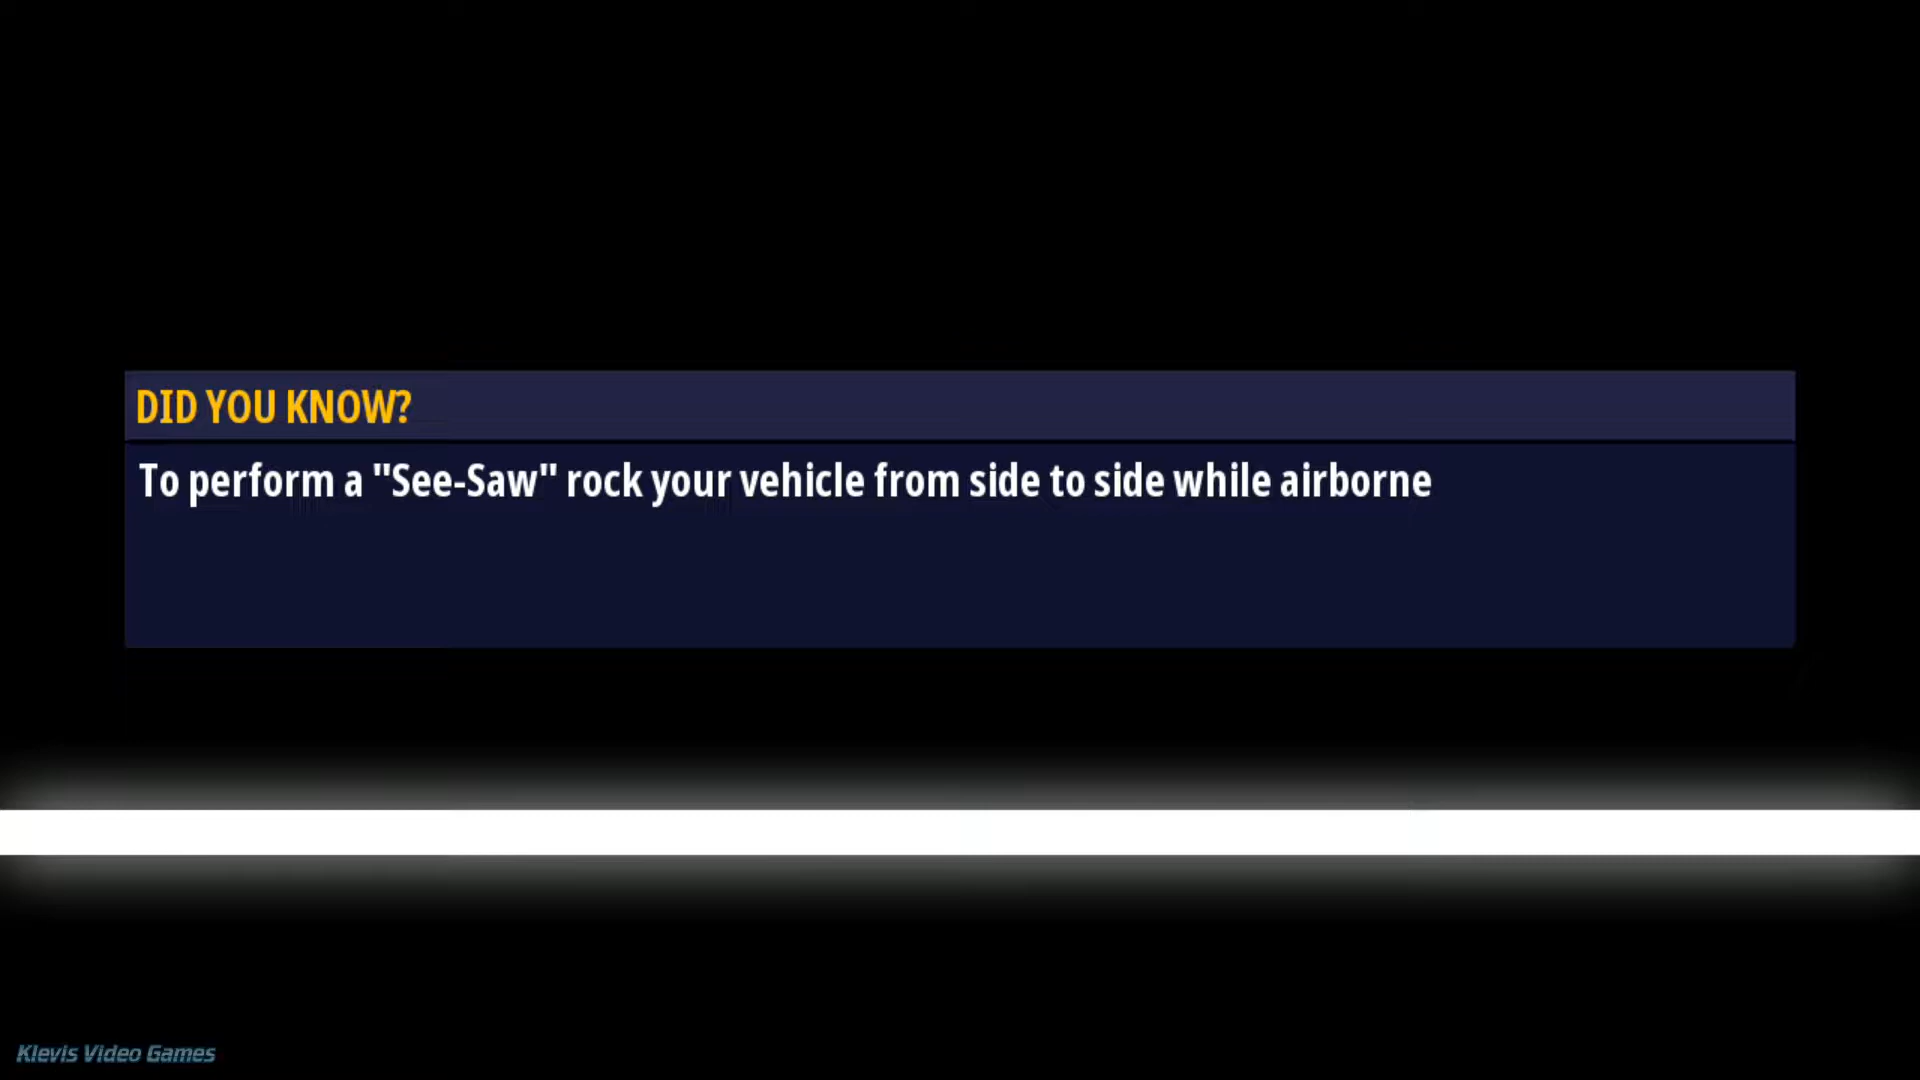 DID YOU KNOW?
To perform a "See-Saw" rock your vehicle from side to side while airborne
Klevis Video Games